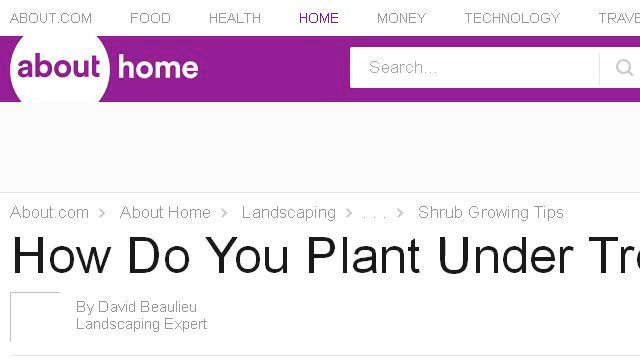 ABOUT.COM FOOD HEALTH HOME MONEY TECHNOLOGY
about home Search...
About.com > About Home > Landscaping > . . . > Shrub Growing Tips
How Do You Plant Under
By David Beaulieu
Landscaping Expert